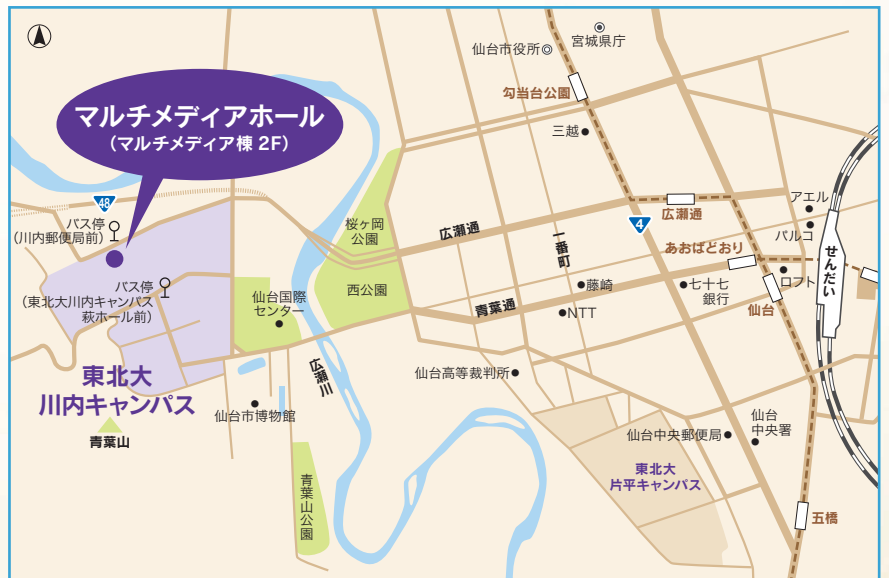 仙台市役所
宮城県庁
勾当台公園
マルチメディアホール
（マルチメディア棟 2F）
三越
48
バス停
（川内郵便局前）
桜ヶ岡
公園
広瀬通
一番町
4
広瀬通
アエル
パルコ
あおばどおり
せんだい
バス停
（東北大川内キャンパス
萩ホール前）
仙台国際
センター
西公園
青葉通
藤崎
NTT
七十七
銀行
ロフト
仙台
東北大
川内キャンパス
広瀬川
仙台高等裁判所
仙台市博物館
青葉山
仙台中央郵便局
仙台
中央署
青葉山公園
東北大
片平キャンパス
五橋